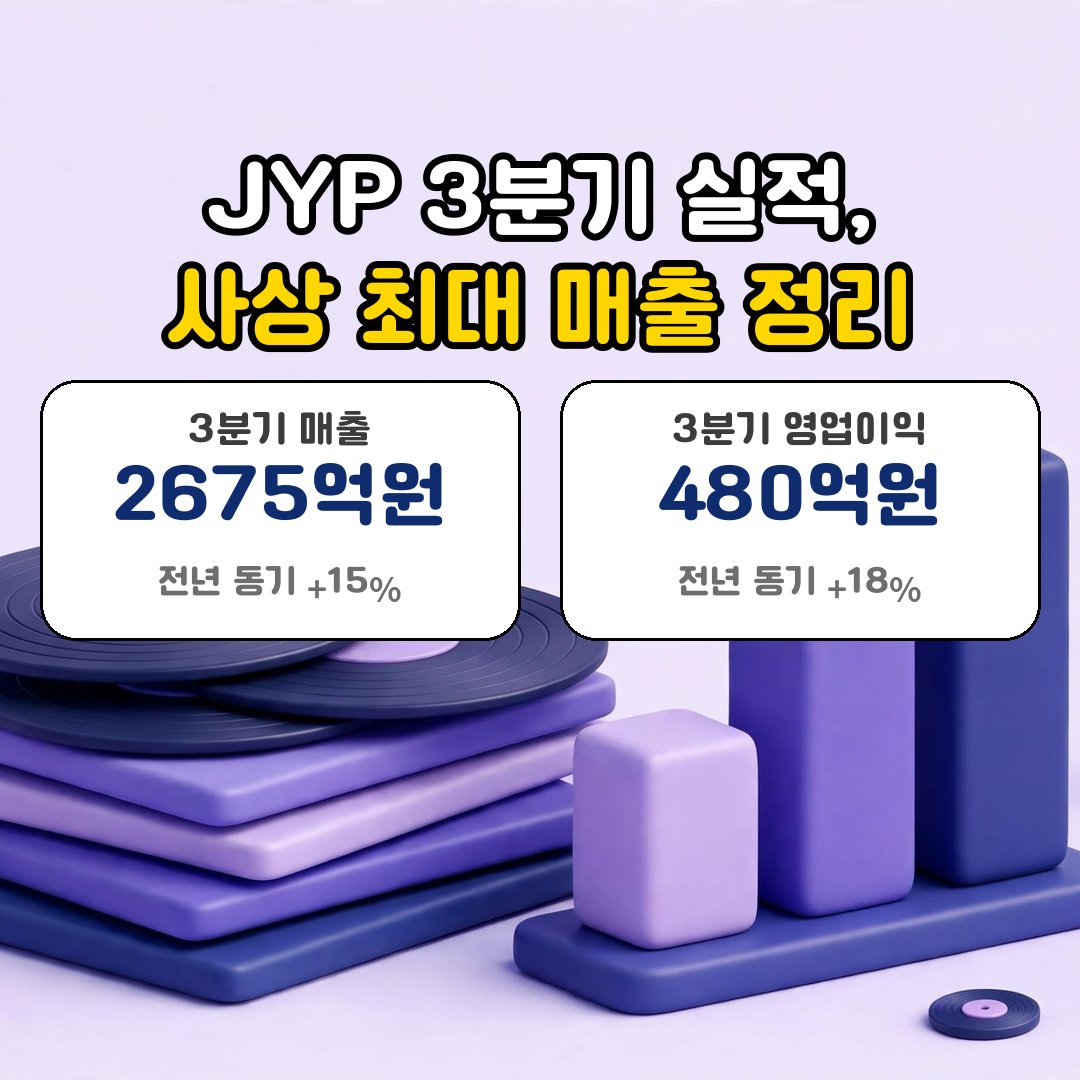 JYP 3분기 실적,
사상 최대 매출 정리
3분기 매출
2675억원
전년 동기 +15%
3분기 영업이익
480억원
전년 동기 +18%